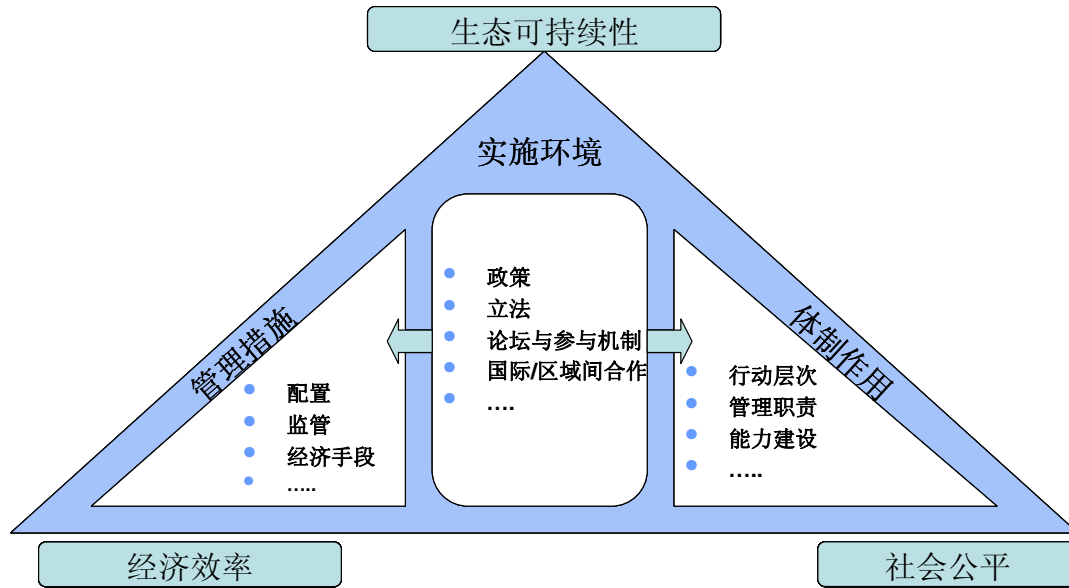 生态可持续性
实施环境
政策
立法
论坛与参与机制
国际/区域间合作
....
管理措施
配置
监管
经济手段
.....
体制作用
行动层次
管理职责
能力建设
.....
经济效率
社会公平